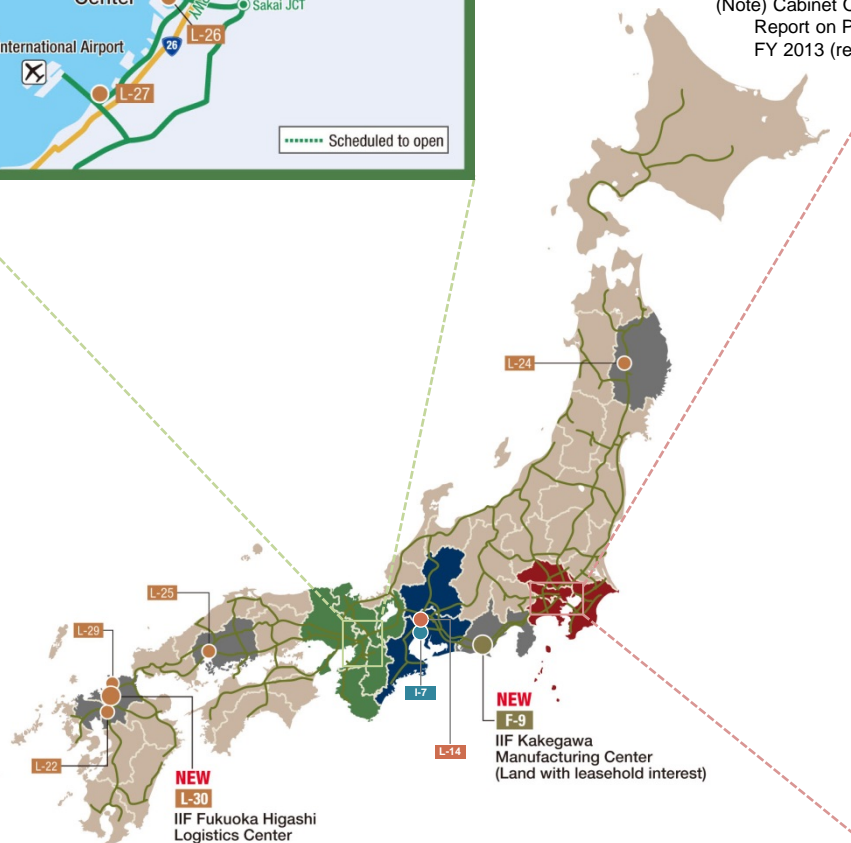 Center
Sakai JCT
L-26
26
nternational Airport
L-27
Scheduled to open
(Note) Cabinet
Report on
FY 2013 (re
L-24
L-25
L-29
I-7
L-14
NEW
F-9
IIF Kakegawa
Manufacturing Center
(Land with leasehold interest)
L-22
NEW
L-30
IIF Fukuoka Higashi
Logistics Center